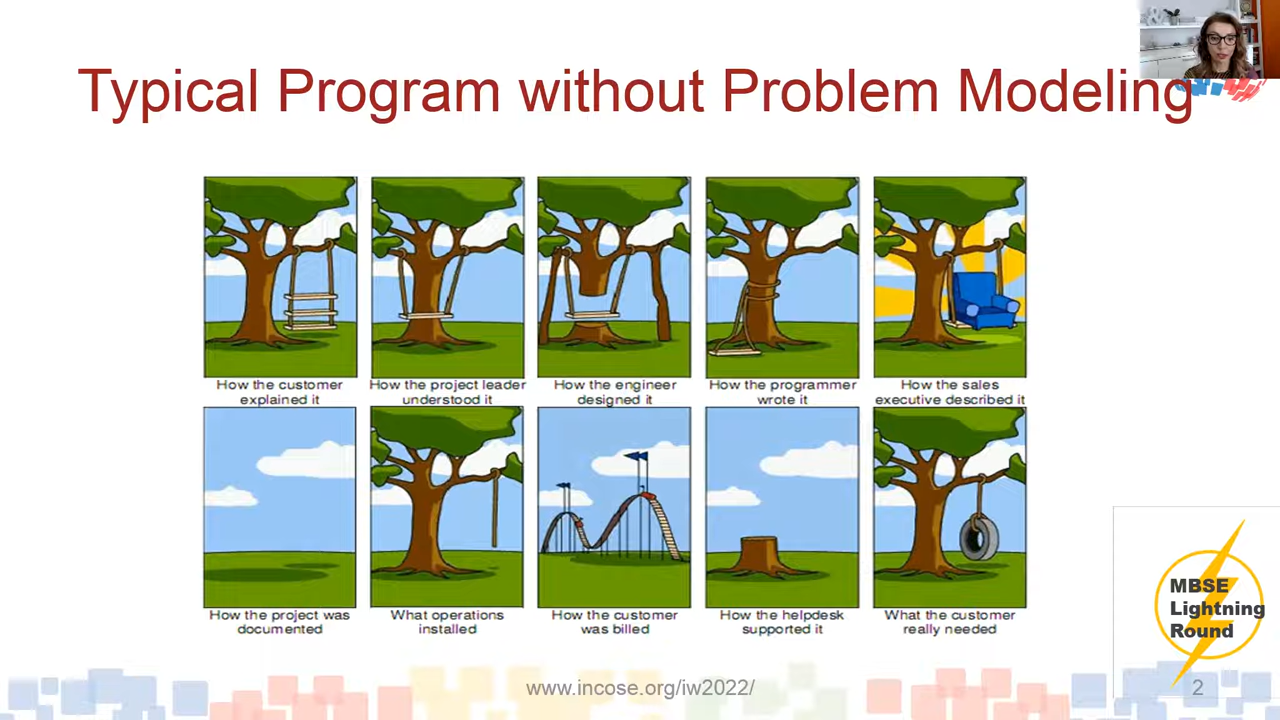 Typical Program without Problem Modeling
How the customer
explained it
How the project leader
understood it
How the engineer
designed it
How the programmer
wrote it
How the sales
executive described it
How the project was
documented
What operations
installed
How the customer
was billed
How the helpdesk
supported it
What the customer
really needed
MBSE
Lightning
Round
www.incose.org/iw2022/
2